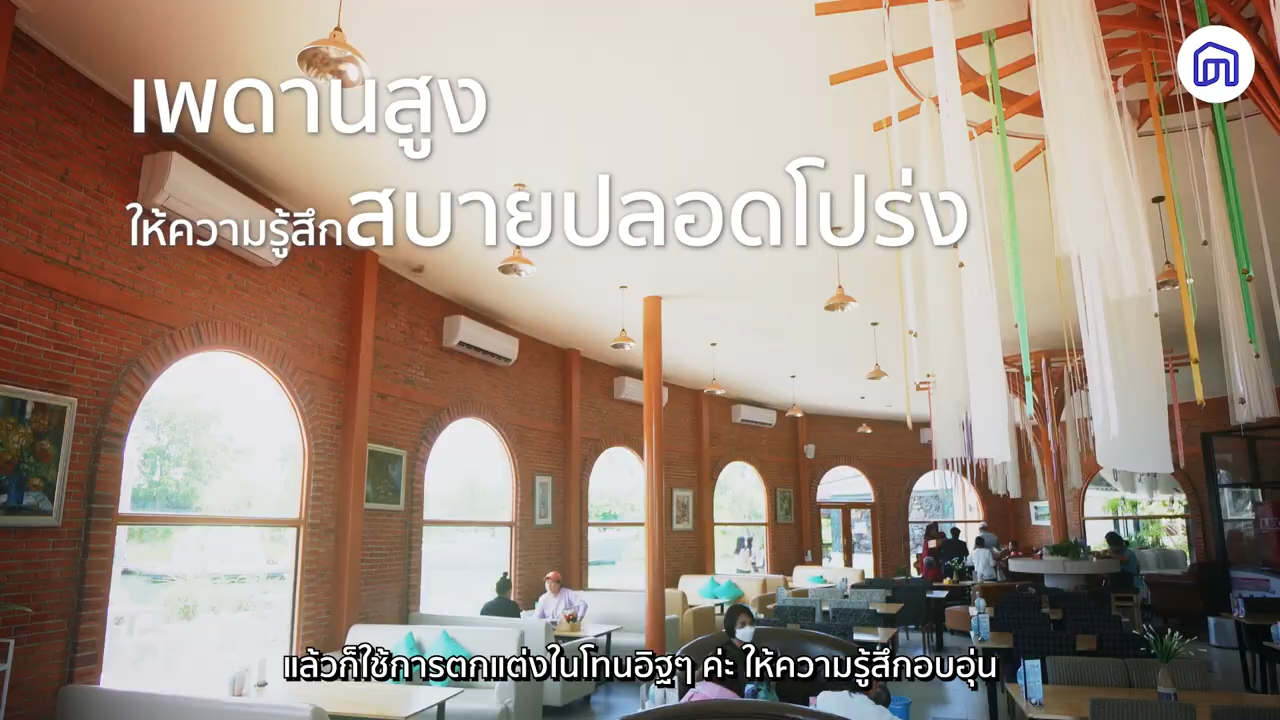 เพดานสูง
ให้ความรู้สึกสบายปลอดโปร่ง
แล้วก็ใช้การตกแต่งในโทนอิฐๆ ค่ะ ให้ความรู้สึกอบอุ่น